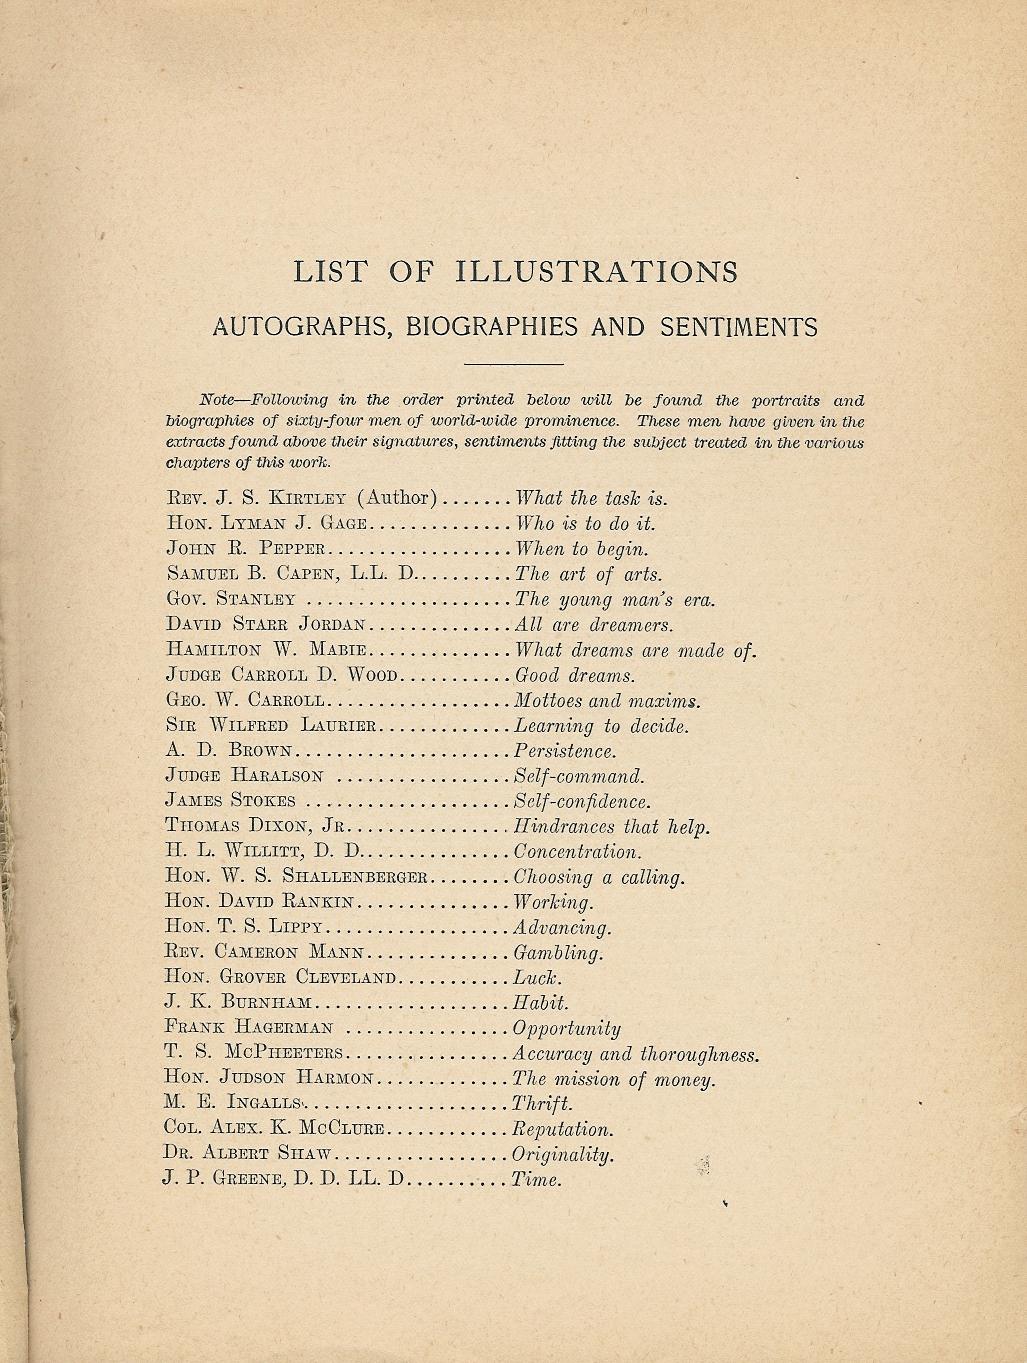 LIST OF ILLUSTRATIONS
AUTOGRAPHS, BIOGRAPHIES AND SENTIMENTS
Note—Following in the order printed below will be found the portraits and
biographies of sixty-four men of world-wide prominence. These men have given in the
extracts found above their signatures, sentiments fitting the subject treated in the various
chapters of this work.
REV. J. S. KIRTLEY (Author).......What the task is.
HON. LYMAN J. GAGE..............Who is to do it.
JOHN R. PEPPER..................When to begin.
SAMUEL B. CAPEN, L.L. D..........The art of arts.
GOV. STANLEY ....................The young man's era.
DAVID STARR JORDAN..............All are dreamers.
HAMILTON W. MABIE..............What dreams are made of.
JUDGE CARROLL D. WOOD...........Good dreams.
GEO. W. CARROLL..................Mottoes and maxims.
SIR WILFRED LAURIER.............Learning to decide.
A. D. BROWN.....................Persistence.
JUDGE HARALSON .................Self-command.
JAMES STOKES ....................Self-confidence.
THOMAS DIXON, JR................Hindrances that help.
H. L. WILLITT, D. D...............Concentration.
HON. W. S. SHALLENBERGER........Choosing a calling.
HON. DAVID RANKIN...............Working.
HON. T. S. LIPPY..................Advancing.
REV. CAMERON MANN..............Gambling.
HON. GROVER CLEVELAND...........Luck.
J. K. BURNHAM...................Habit.
FRANK HAGERMAN ................Opportunity
T. S. MCPHEETERS................Accuracy and thoroughness.
HON. JUDSON HARMON.............The mission of money.
M. E. INGALLS....................Thrift.
COL. ALEX. K. MCCLURE............Reputation.
DR. ALBERT SHAW.................Originality.
J. P. GREENE, D. D. LL. D..........Time.